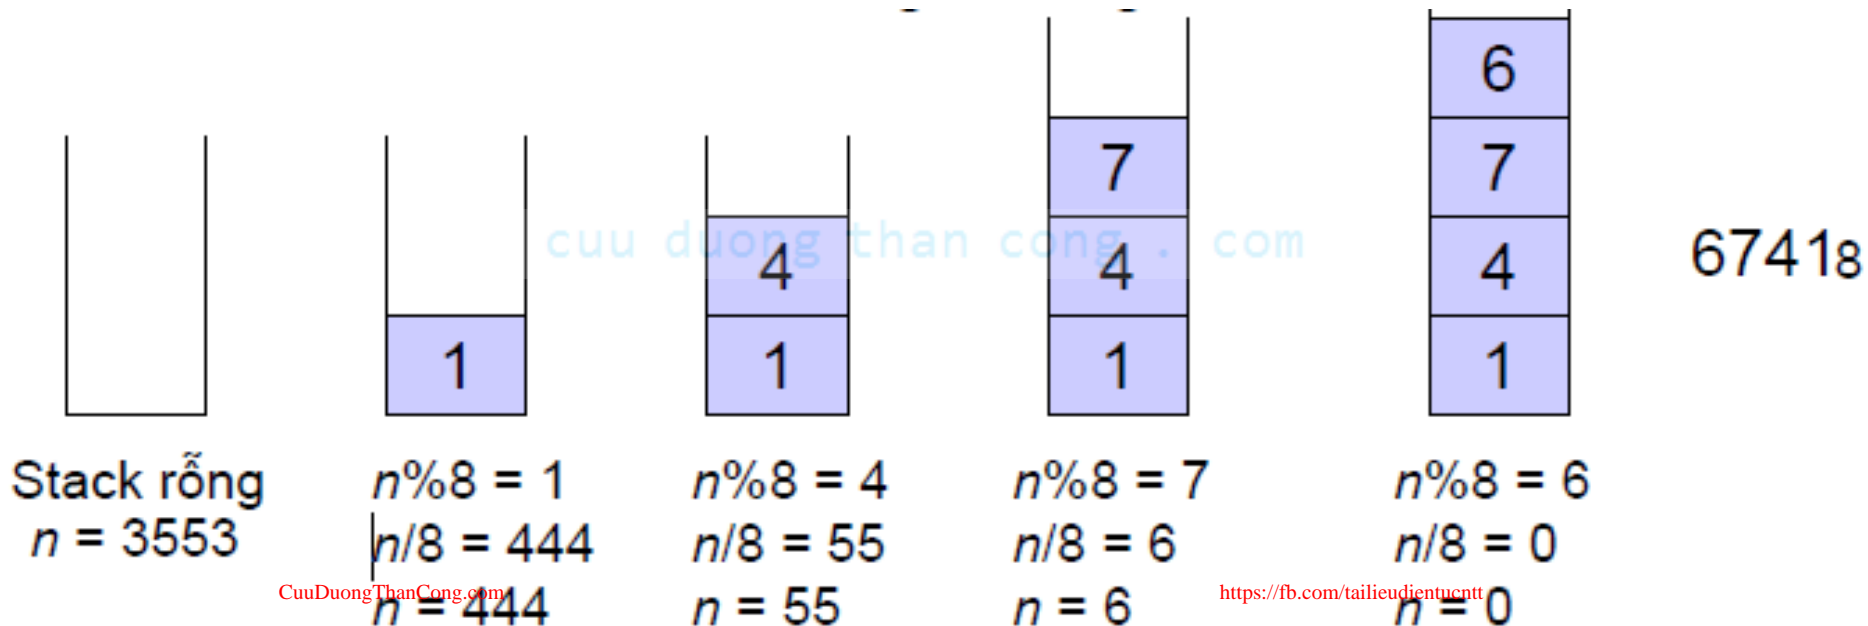 6
7
7
cuu duong than cong . com
4
4
4
67418
1
1
1
1
Stack rỗng
n%8 = 1
n%8 = 4
n%8 = 7
n%8 = 6
n = 3553
n/8 = 444
n/8 = 55
n/8 = 6
n/8 = 0
CuuDuongThanCong.com
https://fb.com/tailieudientucntt
n = 444
n = 55
n = 6
n = 0